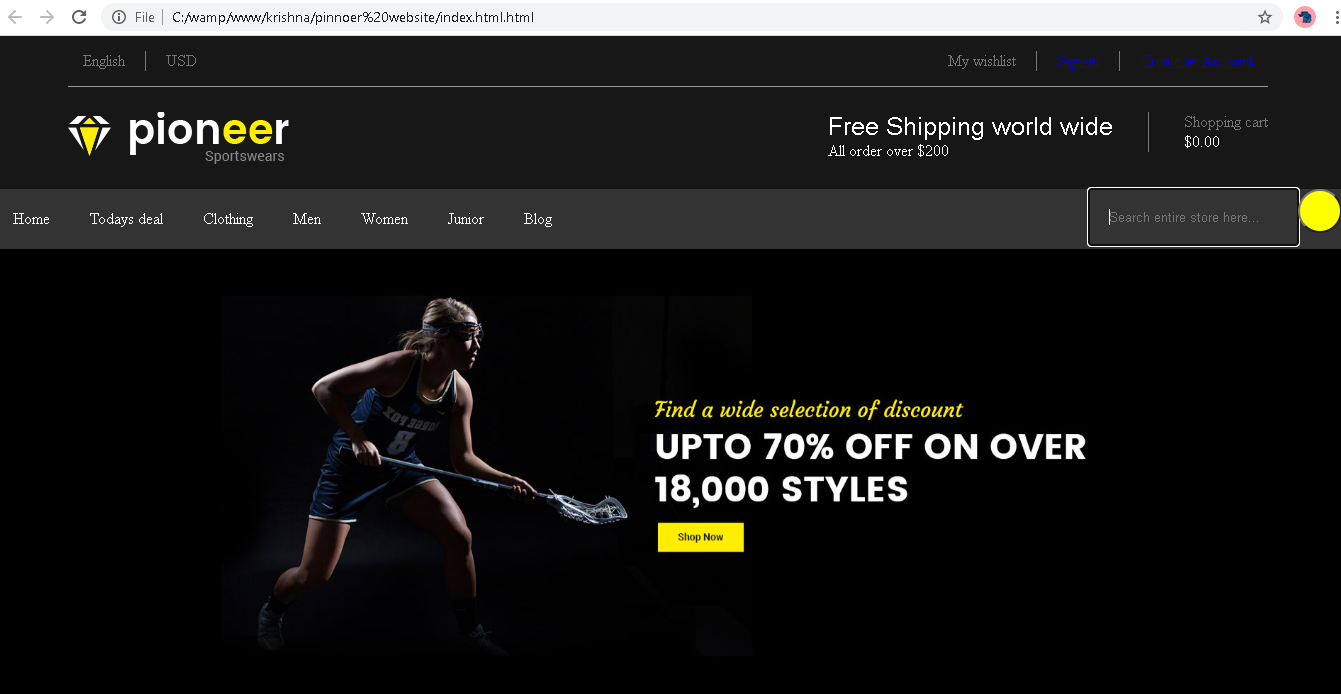 File
C:/wamp/www/krishna/pinnoer%20website/index.html.html
English
USD
My wishlist
Sign in
Creat an Account
pioneer
Sportswears
Free Shipping world wide
All order over $200
Shopping cart
$0.00
Home
Todays deal
Clothing
Men
Women
Junior
Blog
Search entire store here...
8
Find a wide selection of discount
UPTO 70% OFF ON OVER
18,000 STYLES
Shop Now